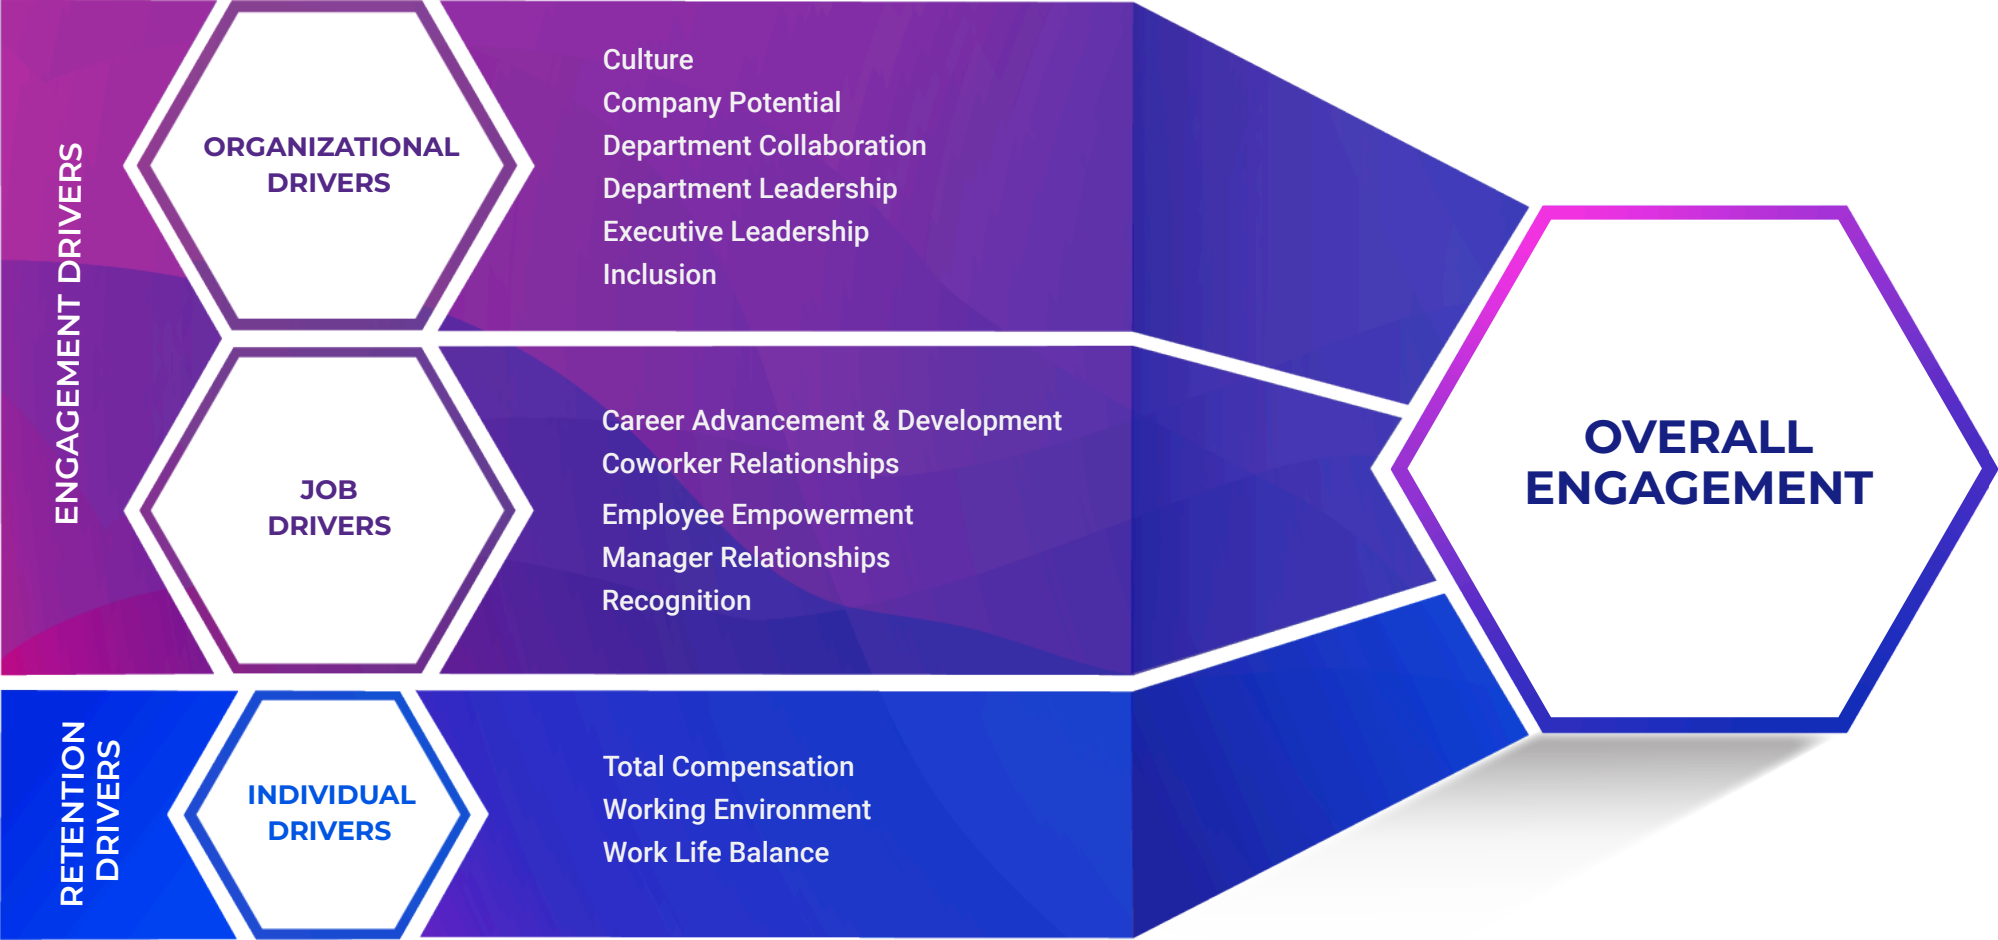 ENGAGEMENT DRIVERS
ORGANIZATIONAL
DRIVERS
Culture
Company Potential
Department Collaboration
Department Leadership
Executive Leadership
Inclusion
JOB
DRIVERS
Career Advancement & Development
Coworker Relationships
Employee Empowerment
Manager Relationships
Recognition
RETENTION
DRIVERS
INDIVIDUAL
DRIVERS
Total Compensation
Working Environment
Work Life Balance
OVERALL
ENGAGEMENT